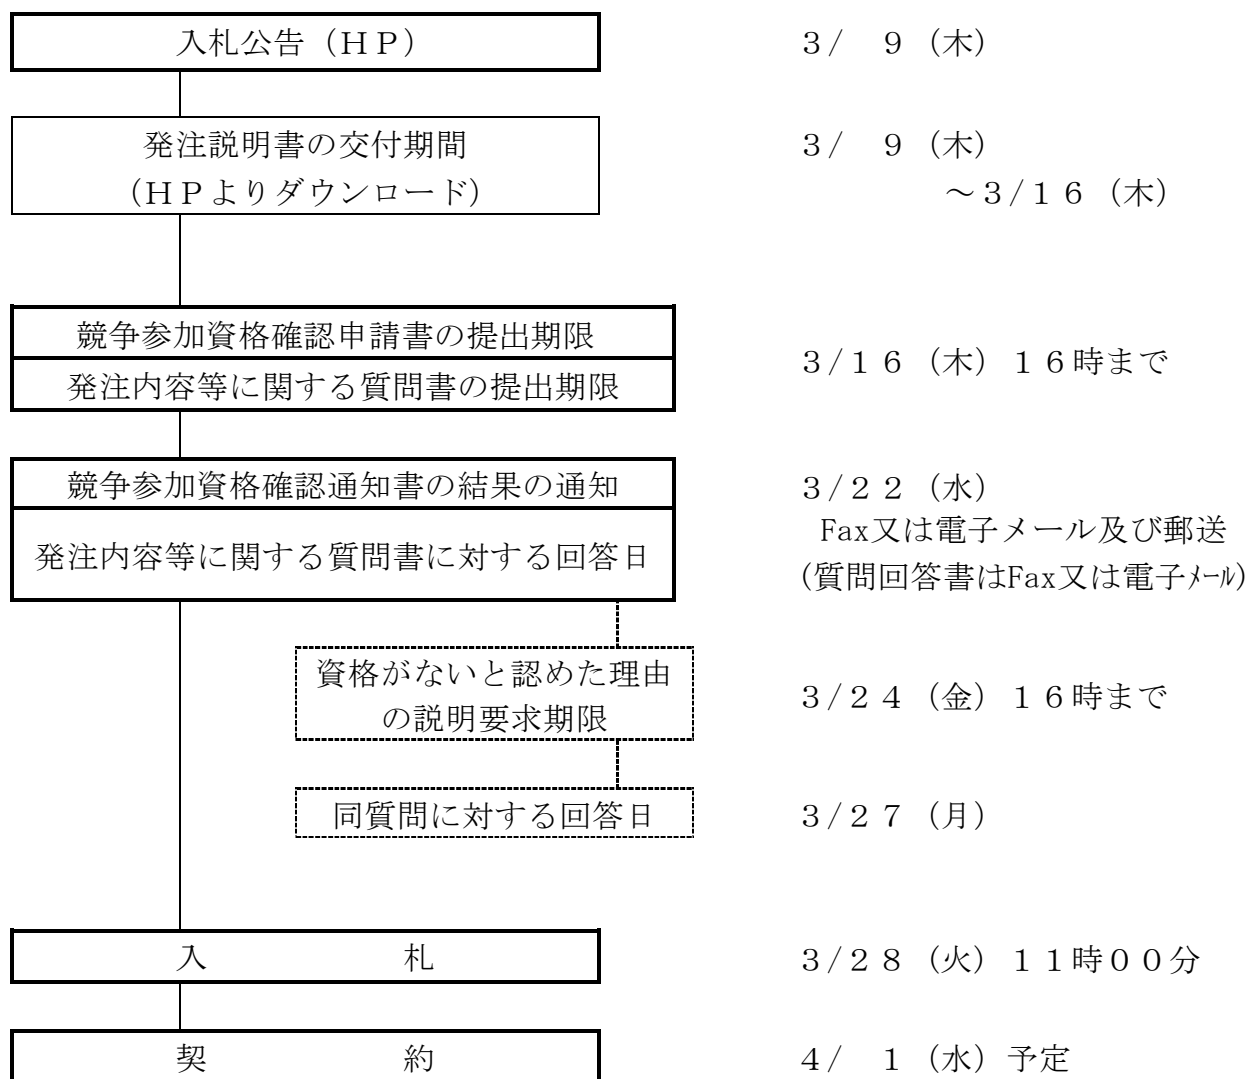 入札公告（ＨＰ）　３/　９（木）
発注説明書の交付期間　３/　９（木）
（ＨＰよりダウンロード）　～３/１６（木）
競争参加資格確認申請書の提出期限
３/１６（木）１６時まで
発注内容等に関する質問書の提出期限
競争参加資格確認通知書の結果の通知　３/２２（水）
Fax又は電子メール及び郵送
発注内容等に関する質問書に対する回答日
(質問回答書はFax又は電子ﾒｰﾙ)
資格がないと認めた理由
の説明要求期限
３/２４（金）１６時まで
同質問に対する回答日　３/２７（月）
入　札　３/２８（火）１１時００分
契　約　４/　１（水）予定